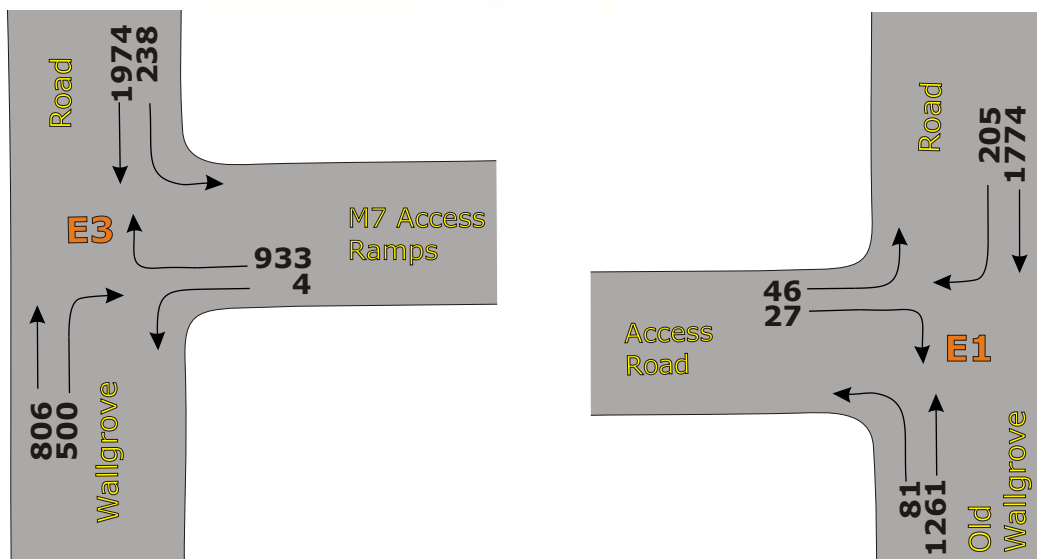 Road
1974
238
E3
M7 Access
Ramps
933
4
806
500
Wallgrove
Road
205
1774
46
27
Access
Road
E1
81
1261
Old
Wallgrove